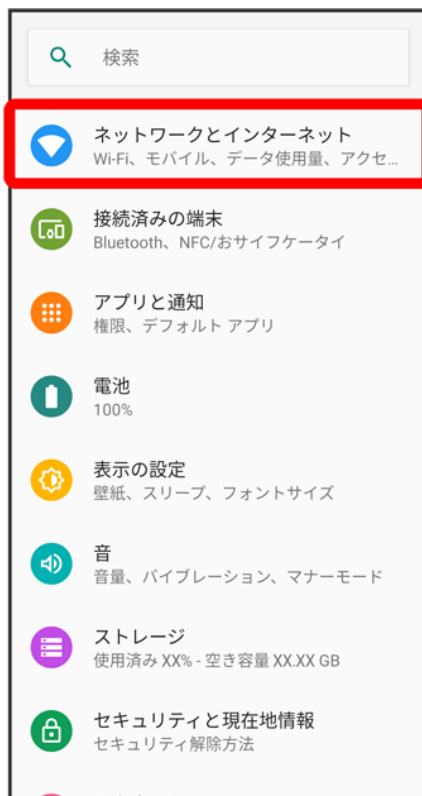 検索
ネットワークとインターネット
Wi-Fi、モバイル、データ使用量、アクセ...
接続済みの端末
Bluetooth、NFC/おサイフケータイ
アプリと通知
権限、デフォルト アプリ
電池
100%
表示の設定
壁紙、スリープ、フォントサイズ
音
音量、バイブレーション、マナーモード
ストレージ
使用済み XX% - 空き容量 XX.XX GB
セキュリティと現在地情報
セキュリティ解除方法